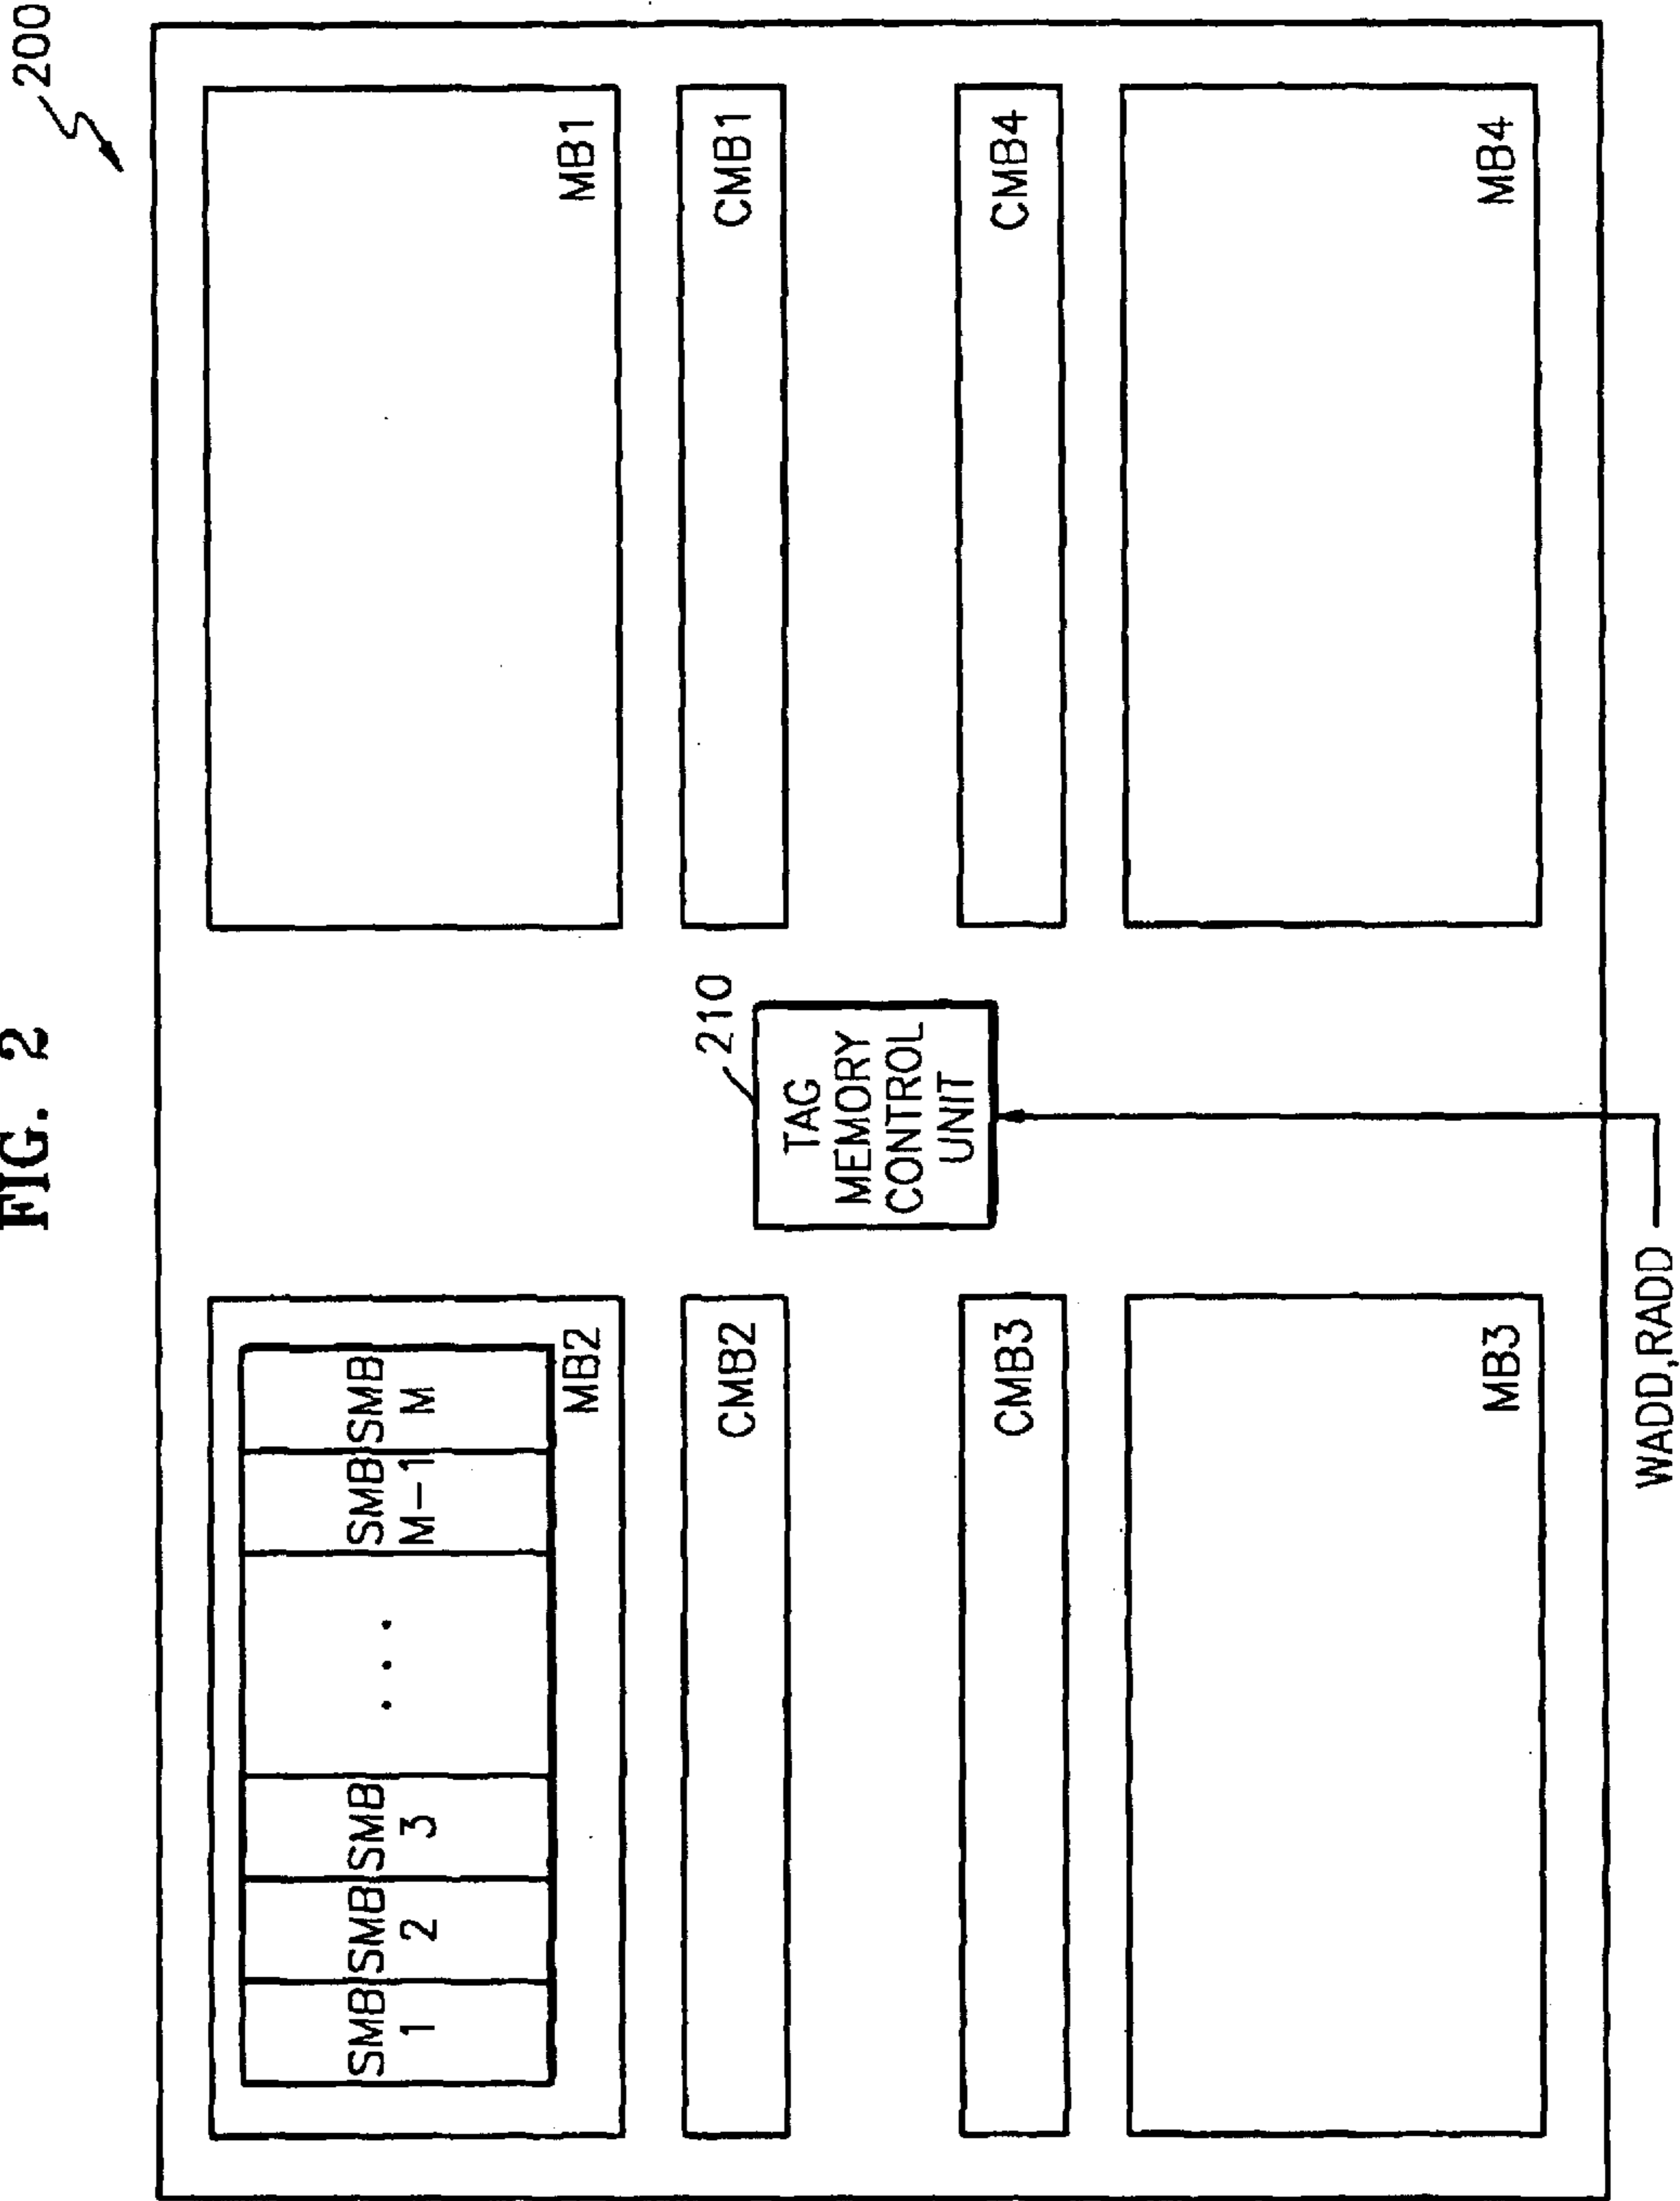 FIG. 2
200
SMB 1
SMB 2
SMB 3
...
SMB M-1
SMB M
MB2
MB1
CMB2
CMB1
210
TAG
MEMORY
CONTROL
UNIT
CMB3
CMB4
MB3
MB4
WADD,RADD